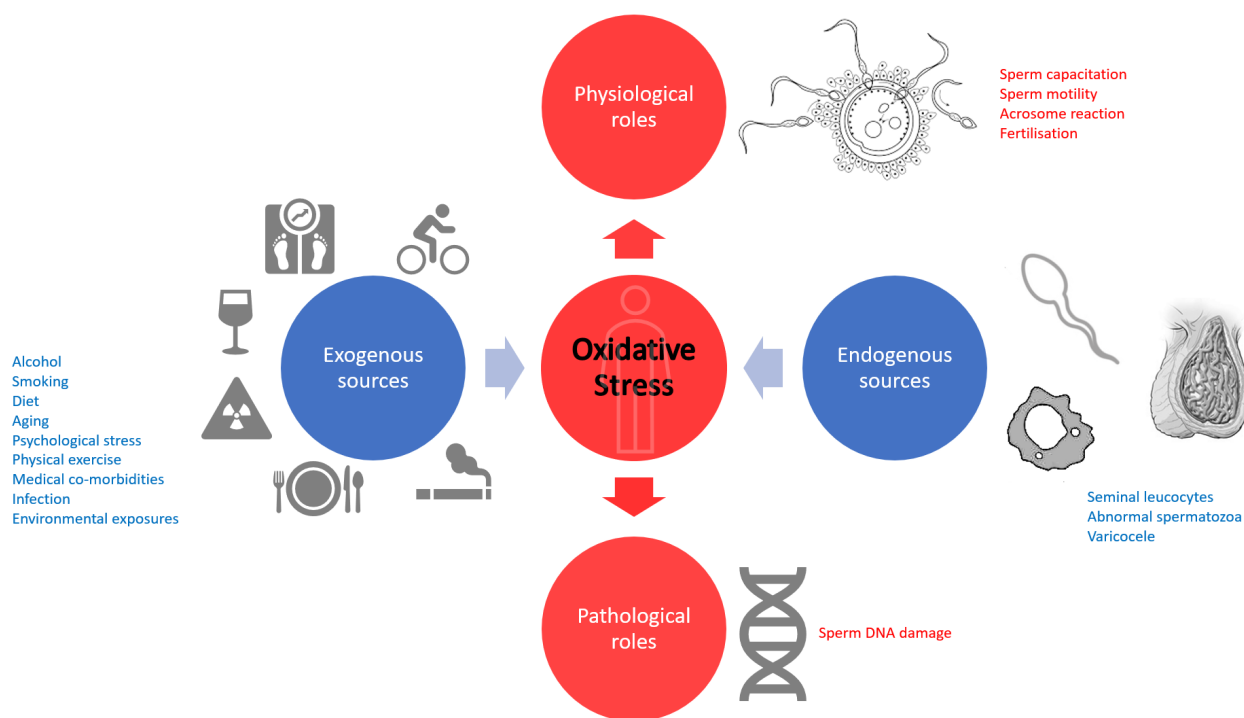 Physiological
roles
Sperm capacitation
Sperm motility
Acrosome reaction
Fertilisation
Exogenous
sources
Oxidative
Stress
Endogenous
sources
Alcohol
Smoking
Diet
Aging
Psychological stress
Physical exercise
Medical co-morbidities
Infection
Environmental exposures
Seminal leucocytes
Abnormal spermatozoa
Varicocele
Pathological
roles
Sperm DNA damage